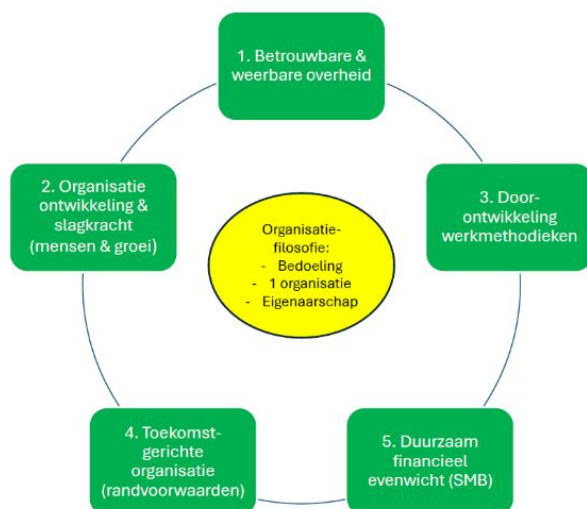 1. Betrouwbare &
weerbare overheid
2. Organisatie
ontwikkeling &
slagkracht
(mensen & groei)
3. Door-
ontwikkeling
werkmethodieken
Organisatie-
filosofie:
- Bedoeling
- 1 organisatie
- Eigenaarschap
4. Toekomst-
gerichte
organisatie
(randvoorwaarden)
5. Duurzaam
financieel
evenwicht (SMB)